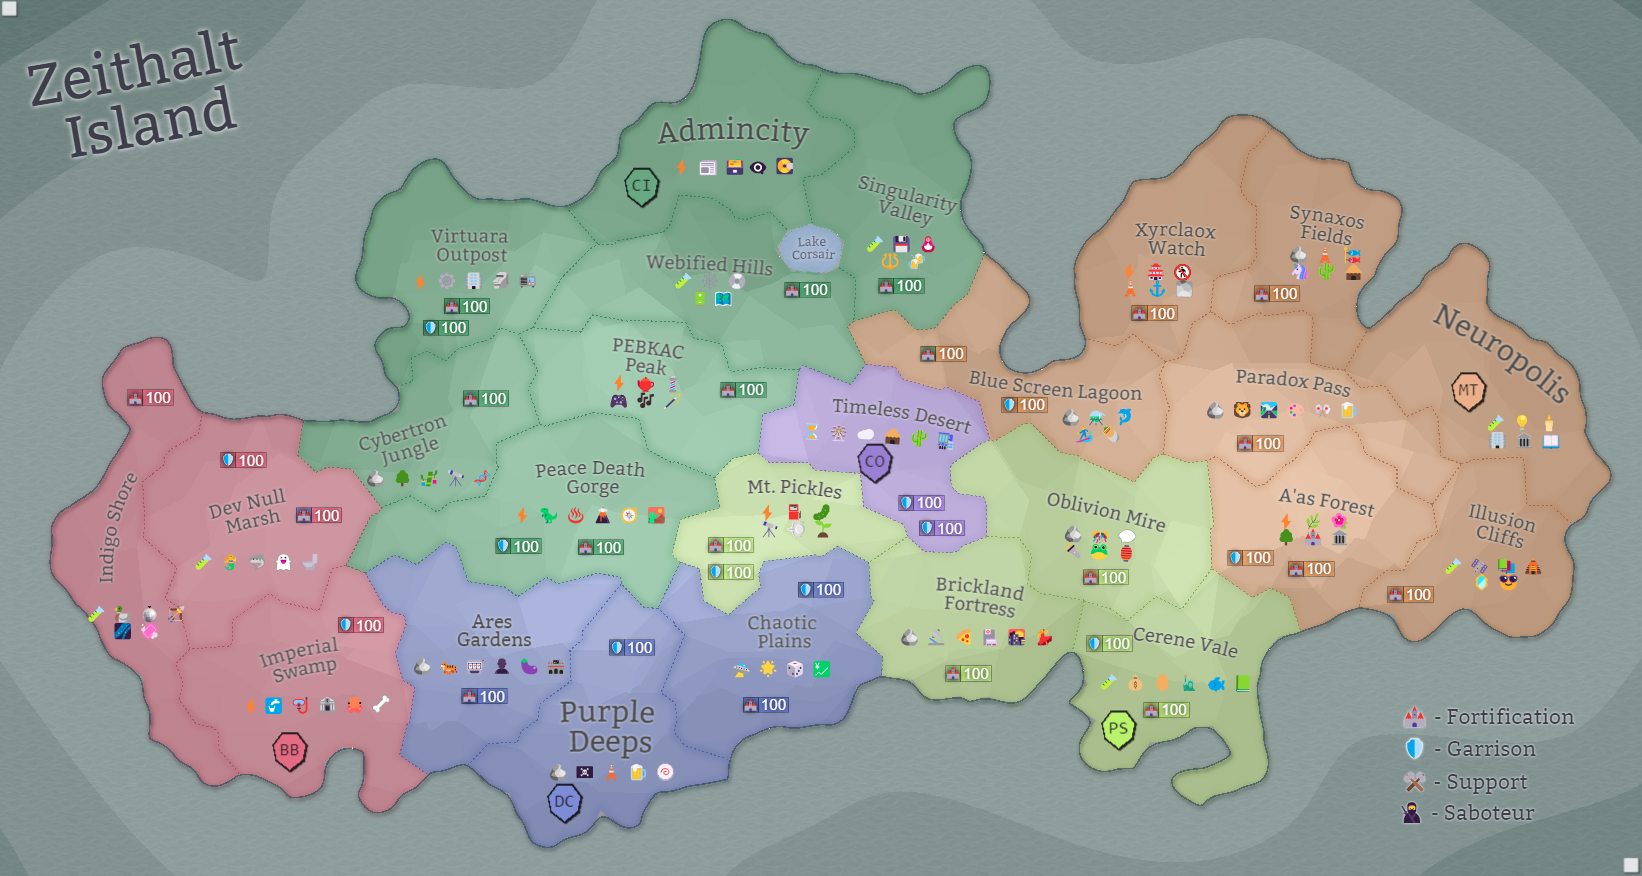 Zeithalt
Island
Admincity
CI
Singularity
Valley
Lake
Corsair
100
100
Virtuara
Outpost
100
100
Webified Hills
Xyrclaox
Watch
100
Synaxos
Fields
100
Neuropolis
MT
PEBKAC
Peak
100
100
100
Blue Screen Lagoon
100
Paradox Pass
100
Timeless Desert
CO
100
100
100
Cybertron
Jungle
Peace Death
Gorge
100
100
Mt. Pickles
100
100
Oblivion Mire
100
A'as Forest
100
100
Illusion
Cliffs
100
Indigo Shore
100
Dev Null
Marsh
100
Imperial
Swamp
100
BB
Ares
Gardens
100
100
Purple
Deeps
DC
Chaotic
Plains
100
100
Brickland
Fortress
100
Cerene Vale
100
100
PS
- Fortification
- Garrison
- Support
- Saboteur